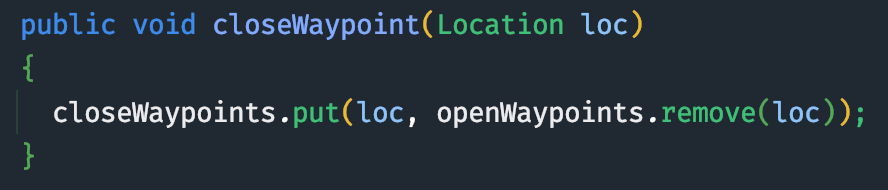 public void closeWaypoint(Location loc)
{
  closeWaypoints.put(loc, openWaypoints.remove(loc));
}